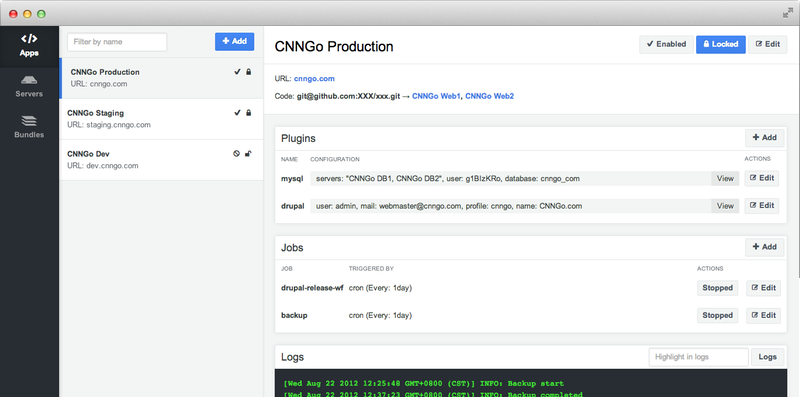 Apps
Servers
Bundles
Filter by name
Add
CNNGo Production
URL: cnngo.com
CNNGo Staging
URL: staging.cnngo.com
CNNGo Dev
URL: dev.cnngo.com
CNNGo Production
Enabled
Locked
Edit
URL: cnngo.com
Code: git@github.com:XXX/xxx.git → CNNGo Web1, CNNGo Web2
Plugins
Add
NAME CONFIGURATION ACTIONS
mysql servers: "CNNGo DB1, CNNGo DB2", user: g1BIzKRo, database: cnngo_com View Edit
drupal user: admin, mail: webmaster@cnngo.com, profile: cnngo, name: CNNGo.com View Edit
Jobs
Add
JOB TRIGGERED BY ACTIONS
drupal-release-wf cron (Every: 1day) Stopped Edit
backup cron (Every: 1day) Stopped Edit
Logs
Highlight in logs
Logs
[Wed Aug 22 2012 12:25:48 GMT+0800 (CST)] INFO: Backup start
[Wed Aug 22 2012 12:37:23 GMT+0800 (CST)] INFO: Backup completed